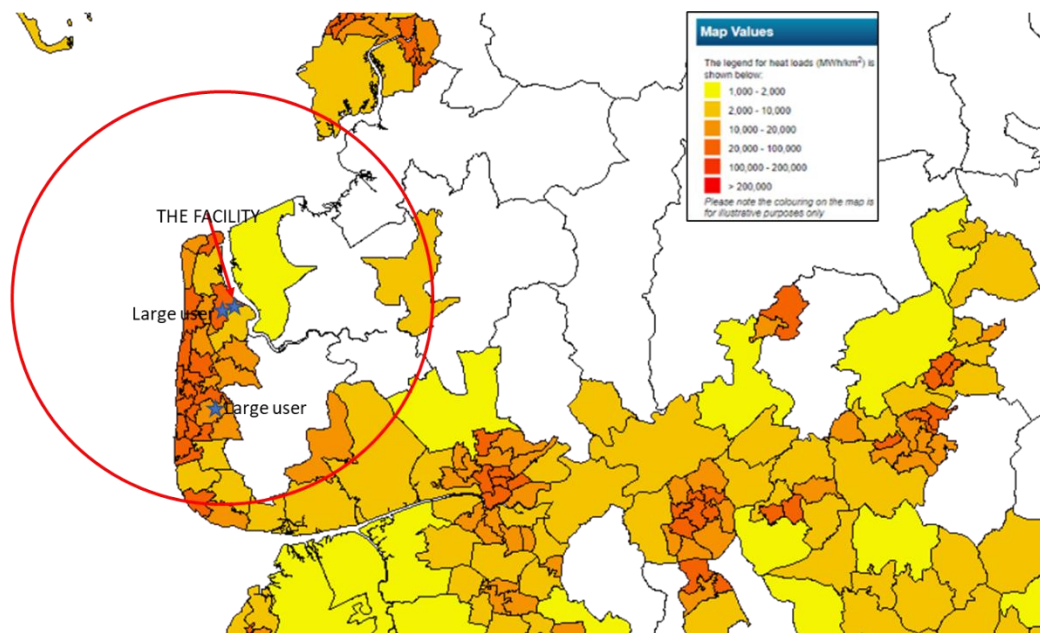 Map Values
The legend for heat loads (MWh/km²) is
shown below:
1,000 - 2,000
2,000 - 10,000
10,000 - 20,000
20,000 - 100,000
100,000 - 200,000
> 200,000
Please note the colouring on the map is
for illustrative purposes only
THE FACILITY
Large user
Large user